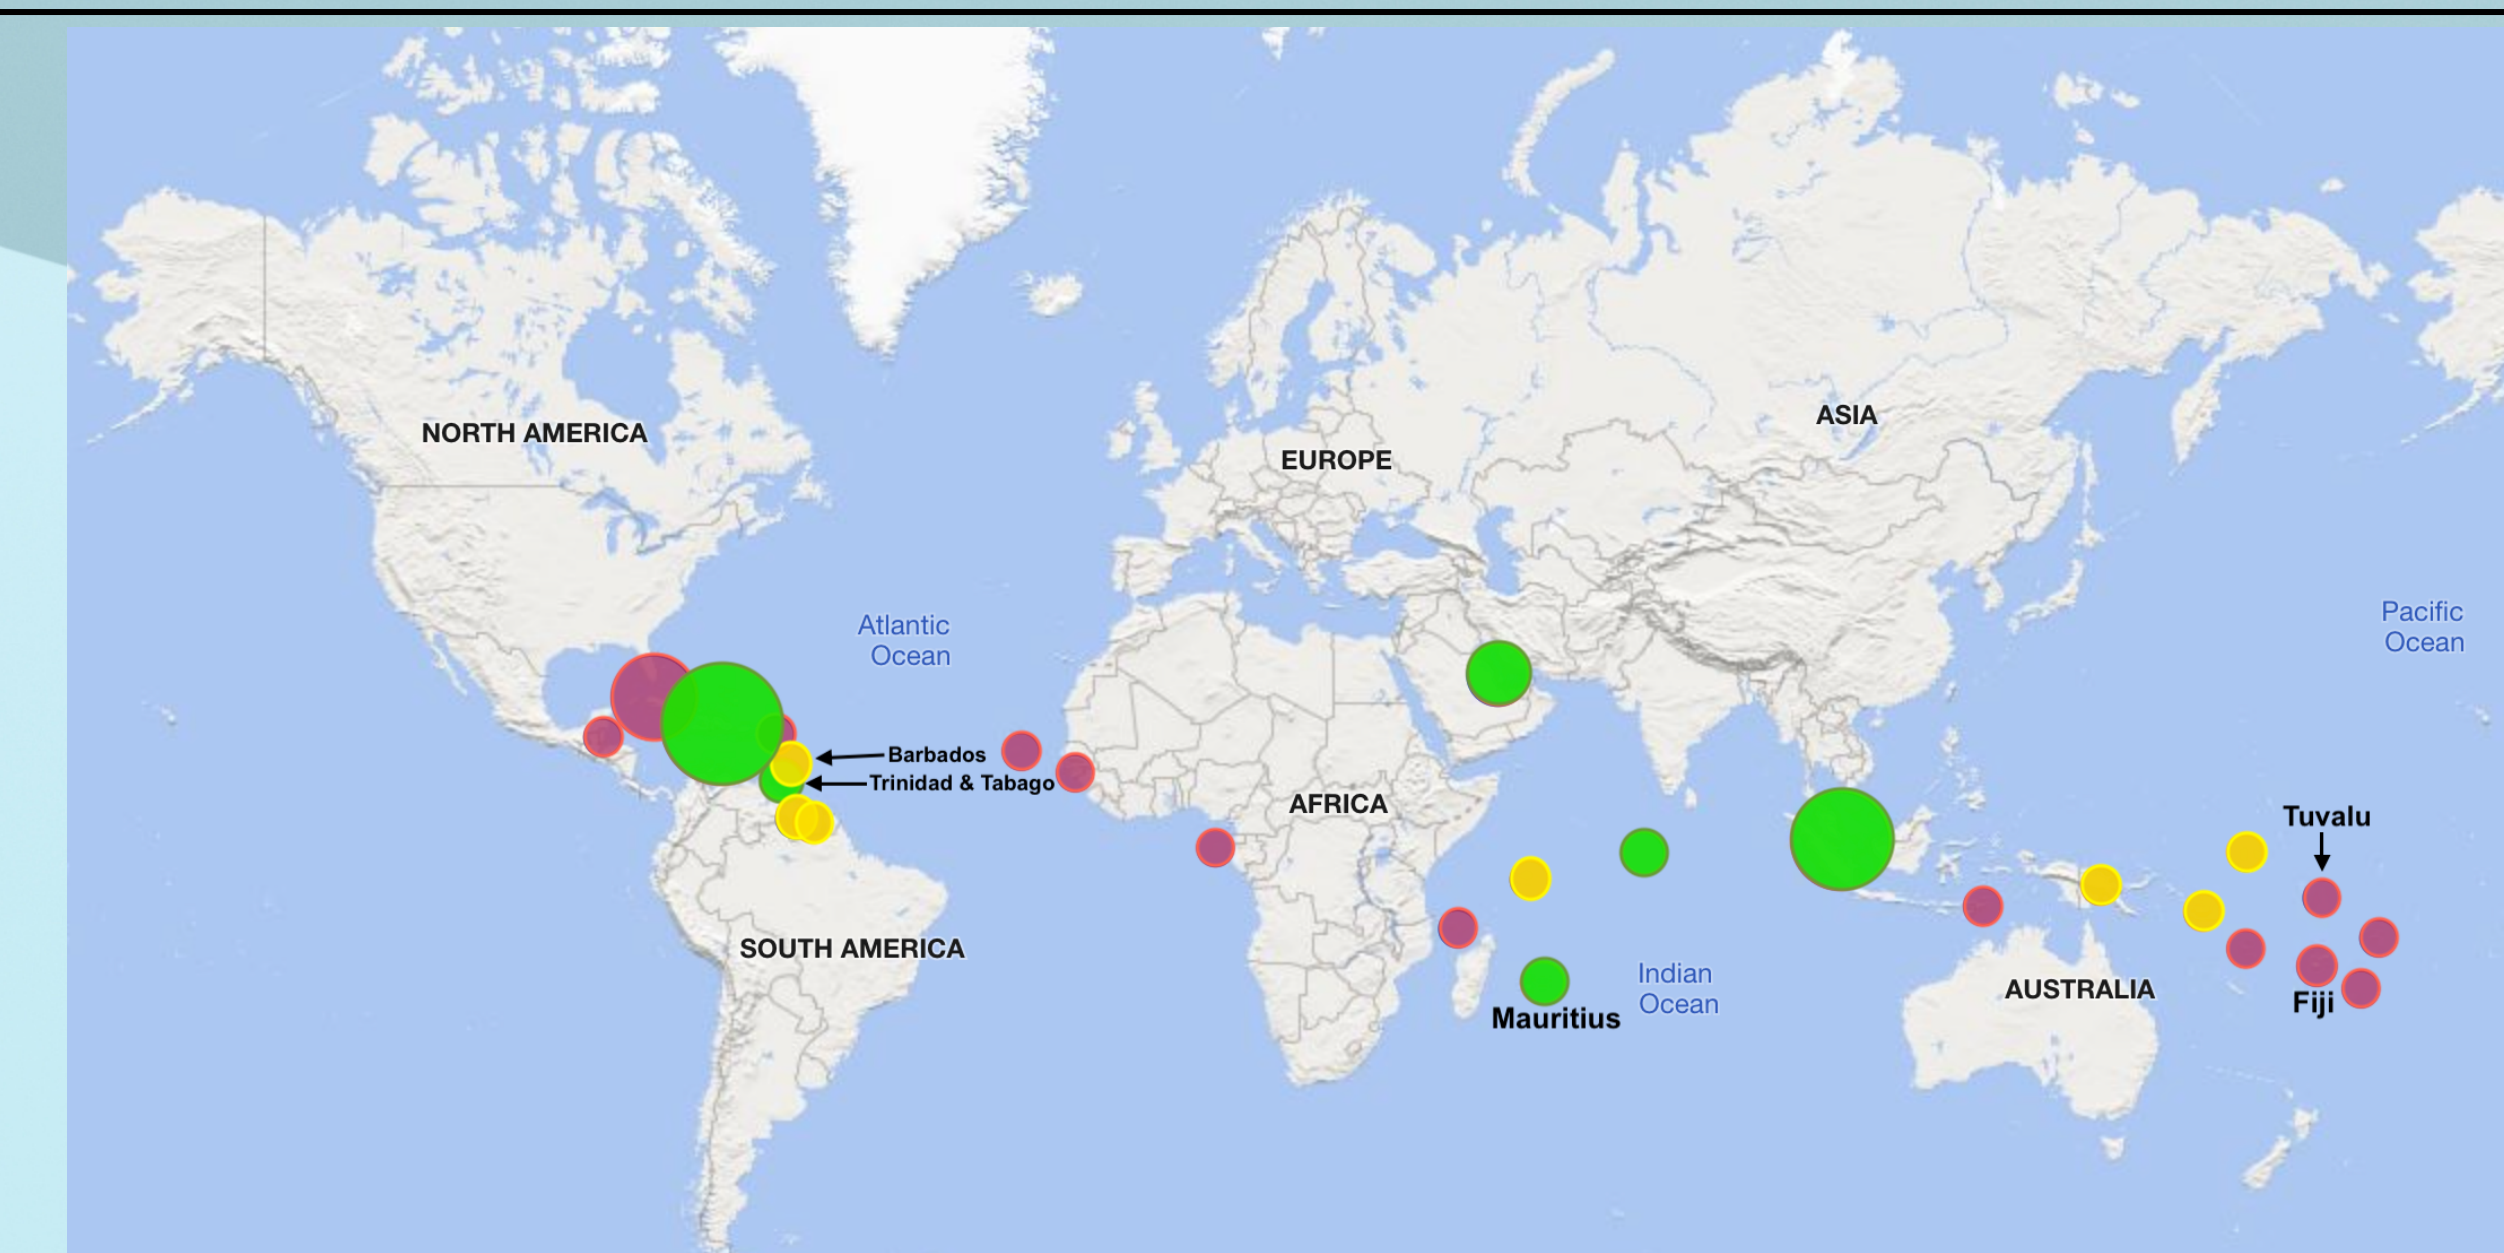 NORTH AMERICA
ASIA
EUROPE
Atlantic
Ocean
Pacific
Ocean
Barbados
Trinidad & Tabago
AFRICA
Tuvalu
SOUTH AMERICA
Indian
Ocean
AUSTRALIA
Mauritius
Fiji